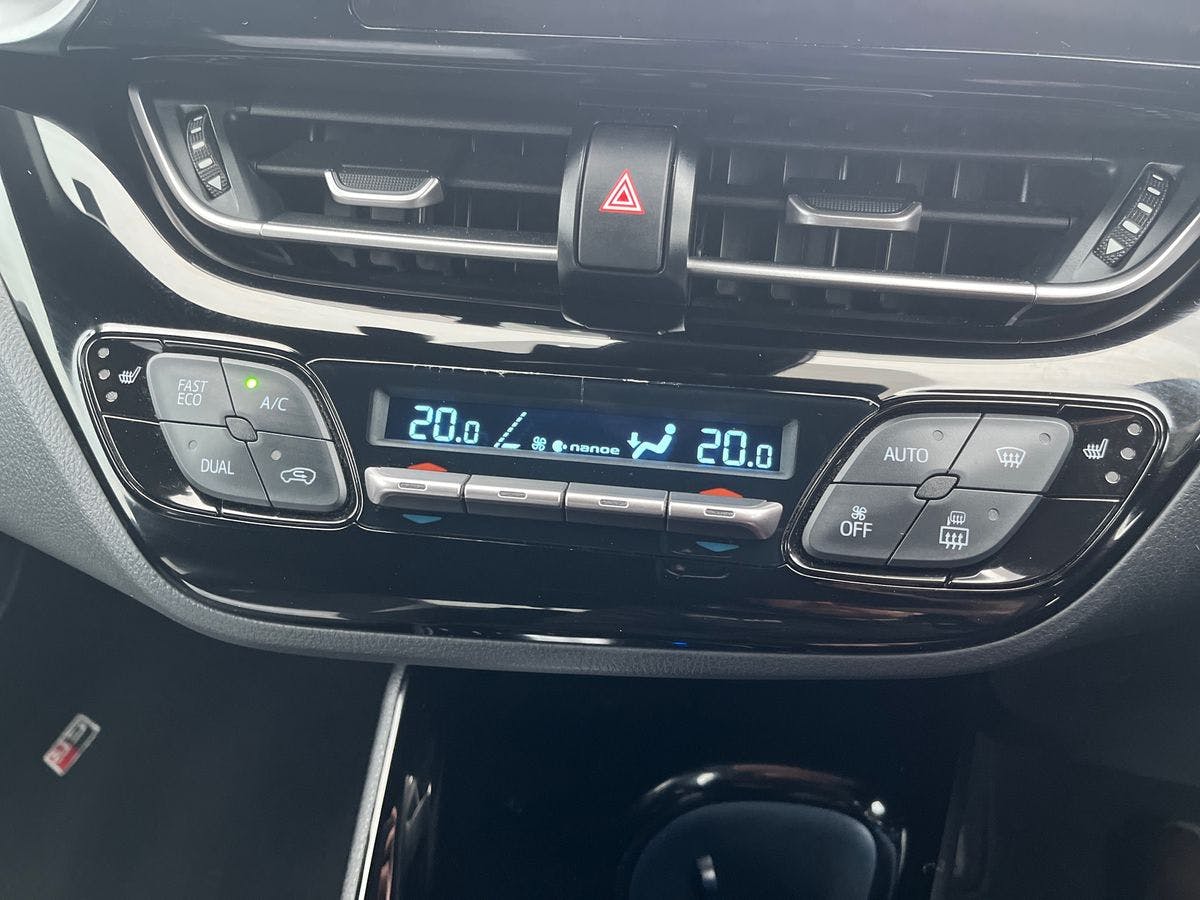 FAST
ECO
A/C
DUAL
20.0
nanoe
20.0
AUTO
OFF